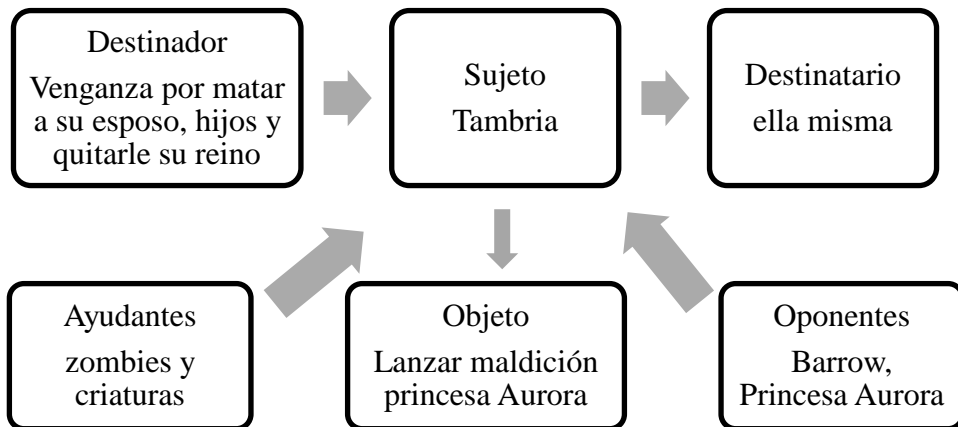 Destinador
Venganza por matar
a su esposo, hijos y
quitarle su reino
Sujeto
Tambria
Destinatario
ella misma
Ayudantes
zombies y
criaturas
Objeto
Lanzar maldición
princesa Aurora
Oponentes
Barrow,
Princesa Aurora